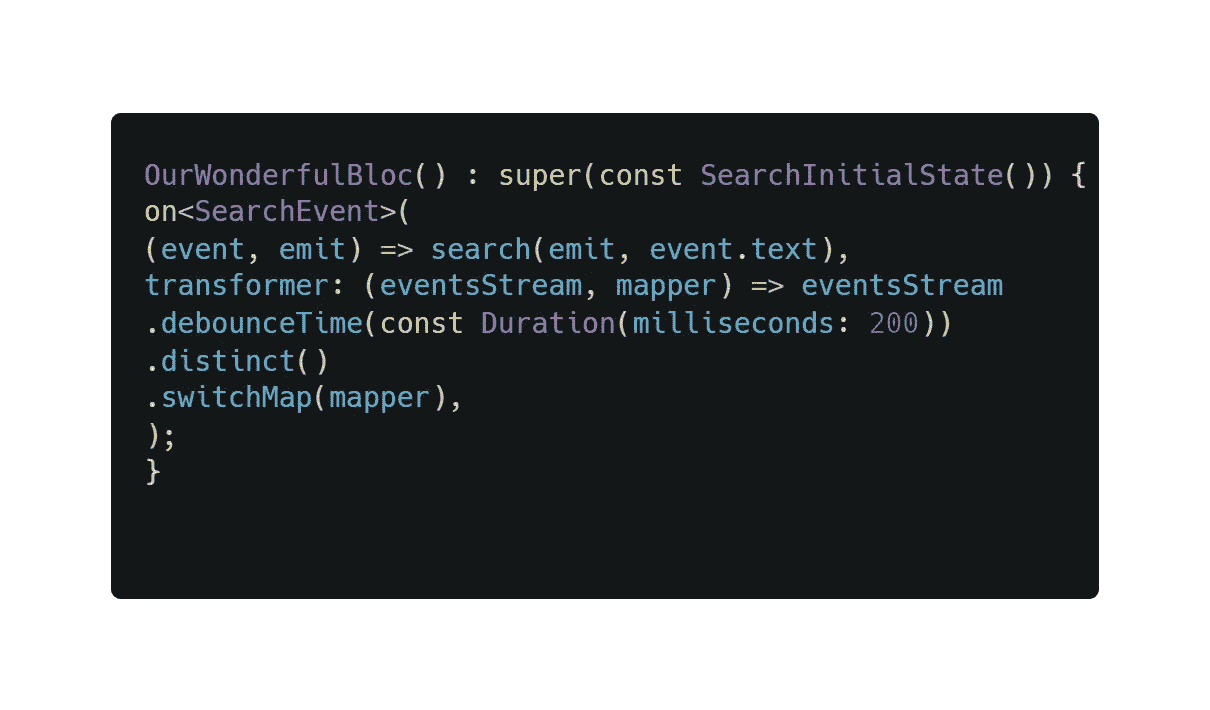 OurWonderfulBloc() : super(const SearchInitialState()) {
on<SearchEvent>(
(event, emit) => search(emit, event.text),
transformer: (eventsStream, mapper) => eventsStream
.debounceTime(const Duration(milliseconds: 200))
.distinct()
.switchMap(mapper),
);
}